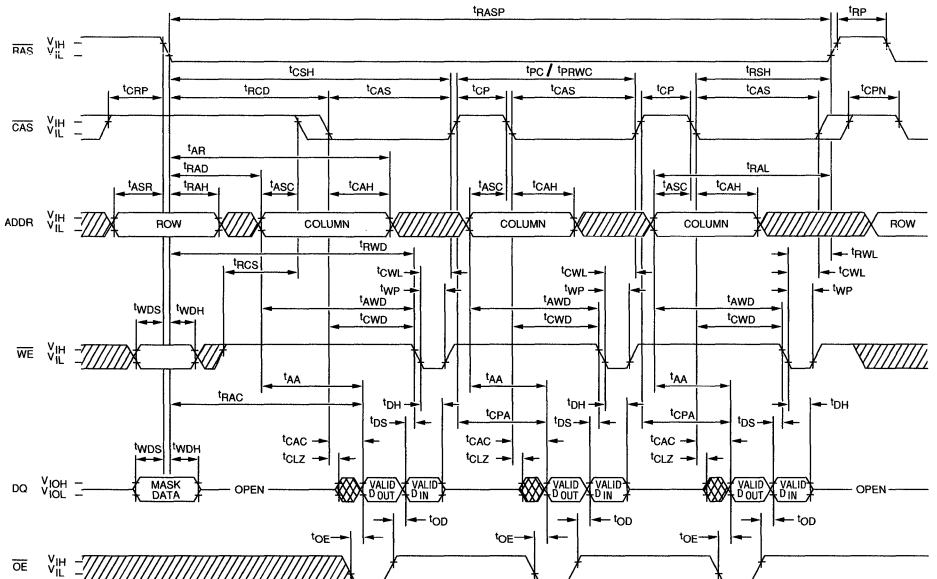 tRASP tRP
RAS VIH
VIL
tCSH tPC / tPRWC tRSH
tCRP tRCD tCAS tCP tCAS tCP tCAS tCPN
CAS VIH
VIL
tAR
tRAD tRAL
tASR tRAH tASC tCAH tASC tCAH tASC tCAH
ADDR VIH
VIL
ROW COLUMN COLUMN COLUMN ROW
tRWD tRWL
tRCS tCWL tCWL tCWL
tWP tWP tWP
tAWD tAWD tAWD
tWDS tWDH tCWD tCWD tCWD
WE VIH
VIL
tAA tAA tAA
tRAC tDH tDH tDH
tDS tCPA tDS tCPA tDS
tWDS tWDH tCAC tCAC tCAC
tCLZ tCLZ tCLZ
DQ VIOH
VIOL
MASK DATA OPEN VALID DOUT VALID DIN VALID DOUT VALID DIN VALID DOUT VALID DIN OPEN
tOD tOD tOD
tOE tOE tOE
OE VIH
VIL